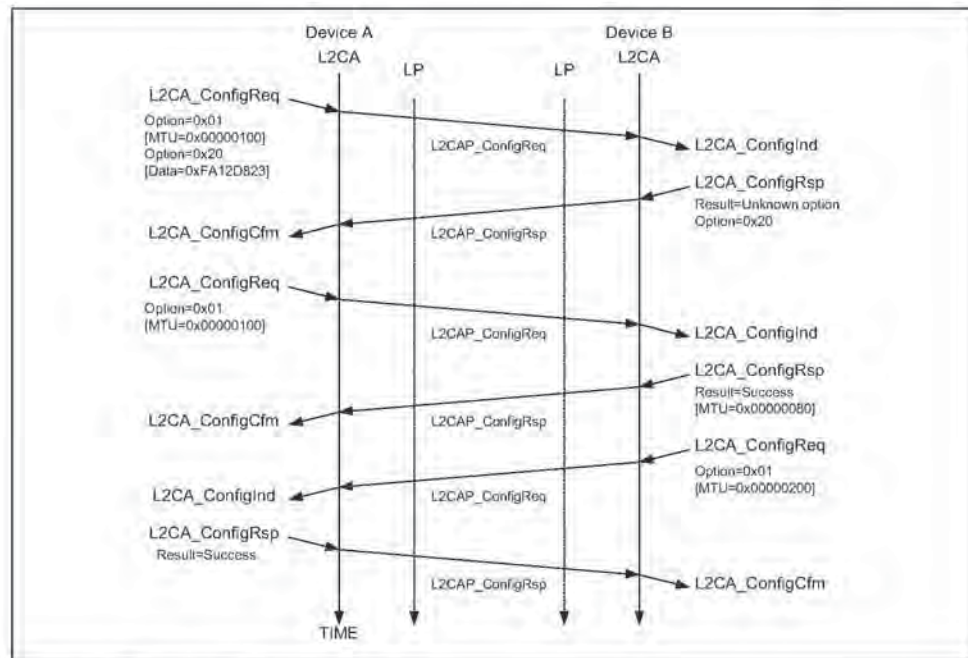 Device A
Device B
L2CA
L2CA
LP
LP
L2CA_ConfigReq
Option=0x01
[MTU=0x00000100]
Option=0x20
[Data=0xFA12D823]
L2CAP_ConfigReq
L2CA_ConfigInd
L2CA_ConfigRsp
Result=Unknown option
Option=0x20
L2CA_ConfigCfm
L2CAP_ConfigRsp
L2CA_ConfigReq
Option=0x01
[MTU=0x00000100]
L2CAP_ConfigReq
L2CA_ConfigInd
L2CA_ConfigRsp
Result=Success
[MTU=0x00000080]
L2CA_ConfigCfm
L2CAP_ConfigRsp
L2CA_ConfigReq
Option=0x01
[MTU=0x00000200]
L2CA_ConfigInd
L2CAP_ConfigReq
L2CA_ConfigRsp
Result=Success
L2CAP_ConfigRsp
L2CA_ConfigCfm
TIME